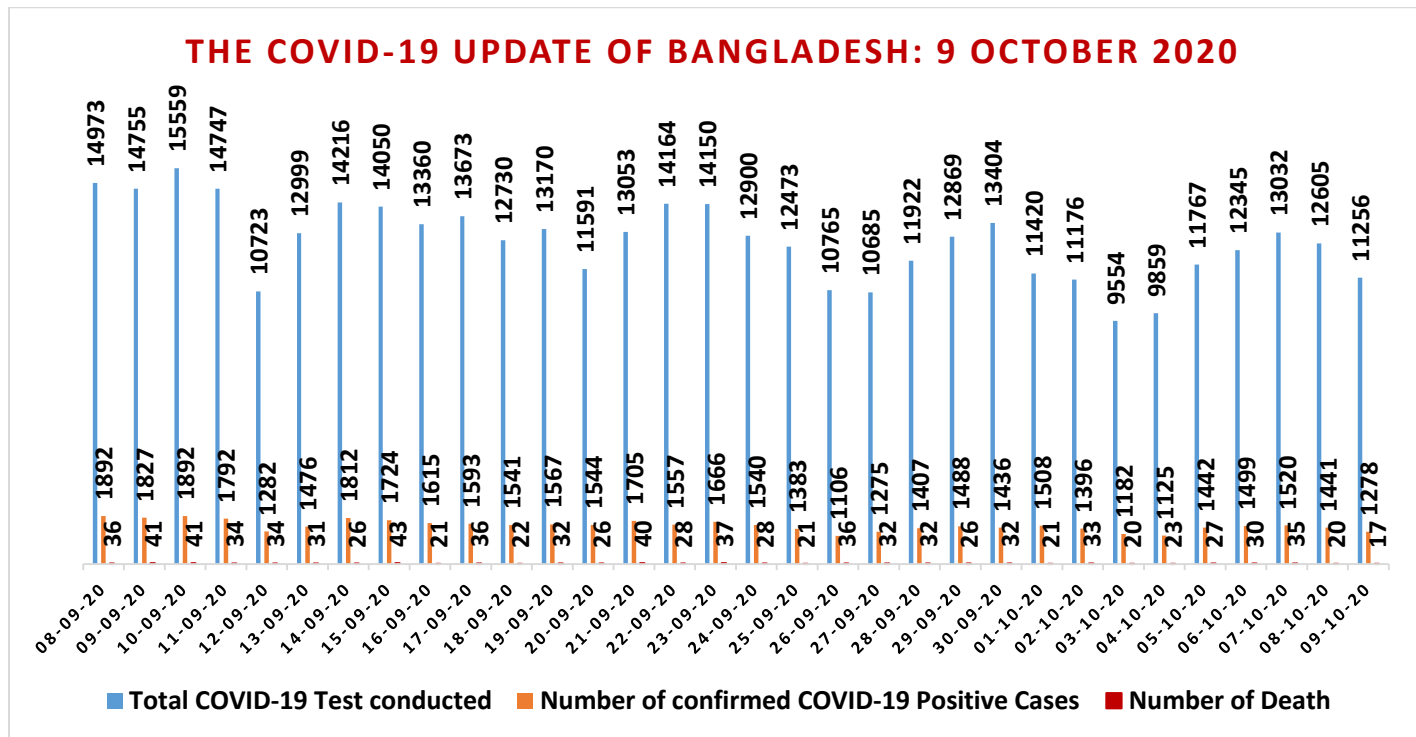 THE COVID-19 UPDATE OF BANGLADESH: 9 OCTOBER 2020
14973 14755 15559 14747 10723 12999 14216 14050 13360 13673 12730 13170 11591 13053 14164 14150 12900 12473 10765 10685 11922 12869 13404 11420 11176 9554 9859 11767 12345 13032 12605 11256
1892 1827 1892 1792 1282 1476 1812 1724 1615 1593 1541 1567 1544 1705 1557 1666 1540 1383 1106 1275 1407 1488 1436 1508 1396 1182 1125 1442 1499 1520 1441 1278
36 41 41 34 34 31 26 43 21 36 22 32 26 40 28 37 28 21 36 32 32 26 32 21 33 20 23 27 30 35 20 17
08-09-20 09-09-20 10-09-20 11-09-20 12-09-20 13-09-20 14-09-20 15-09-20 16-09-20 17-09-20 18-09-20 19-09-20 20-09-20 21-09-20 22-09-20 23-09-20 24-09-20 25-09-20 26-09-20 27-09-20 28-09-20 29-09-20 30-09-20 01-10-20 02-10-20 03-10-20 04-10-20 05-10-20 06-10-20 07-10-20 08-10-20 09-10-20
Total COVID-19 Test conducted Number of confirmed COVID-19 Positive Cases Number of Death